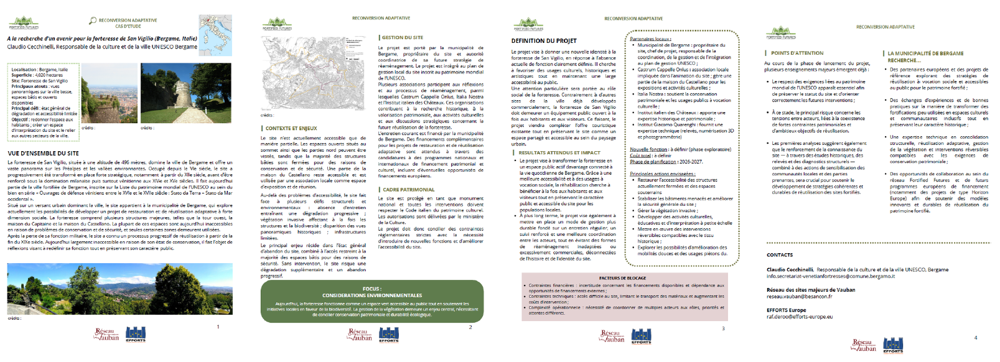 FORTIFIED FUTURES
RECONVERSION ADAPTATIVE
CAS D'ETUDE
A la recherche d'un avenir pour la forteresse de San Vigilio (Bergame, Italie)
Claudio Cecchinelli, Responsable de la culture et de la ville UNESCO Bergame
Localisation : Bergame, Italie
Superficie : 4,020 hectares
Site: Forteresse de San Vigilio
Principaux atouts : vues
panoramiques sur la ville basse,
espaces bâtis et ouverts
disponibles
Principal défi : état général de
dégradation et accessibilité limitée
Objectif : redonner l'espace aux
habitants ; créer un espace
d'interprétation du site et le relier
aux autres secteurs de la ville.
crédits :
crédits :
VUE D'ENSEMBLE DU SITE
La forteresse de San Vigilio, située à une altitude de 496 mètres, domine la ville de Bergame et offre un
vaste panorama sur les Préalpes et les vallées environnantes. Occupé depuis le VIe siècle, le site a
progressivement été transformé en place forte stratégique, notamment à partir du XIIe siècle, avant d'être
renforcé sous la domination milanaise puis surtout vénitienne aux XIVe et XVe siècles. Il fait aujourd'hui
partie de la ville fortifiée de Bergame, inscrite sur la Liste du patrimoine mondial de l'UNESCO au sein du
bien en série « Ouvrages de défense vénitiens entre le XVIe et le XVIIe siècle : Stato da Terra – Stato da Mar
occidental ».
Situé sur un versant urbain dominant la ville, le site appartient à la municipalité de Bergame, qui explore
actuellement les possibilités de développer un projet de restauration et de réutilisation adaptative à forte
dimension sociale. La forteresse comprend plusieurs structures majeures, telles que la tour ouest, la
maison du Capitaine et la maison du Castellano. La plupart de ces espaces sont aujourd'hui inaccessibles
en raison de problèmes de conservation et de sécurité, et seules certaines zones demeurent utilisées.
Après la perte de sa fonction militaire, le site a connu un processus progressif de réutilisation à partir de la
fin du XIXe siècle. Aujourd'hui largement inaccessible en raison de son état de conservation, il fait l'objet de
réflexions visant à redéfinir sa fonction tout en préservant son caractère public.
crédits :
Réseau
Vauban
EFFORTS
1
FORTIFIED FUTURES
RECONVERSION ADAPTATIVE
crédits :
CONTEXTE ET ENJEUX
Le site n'est actuellement accessible que de
manière partielle. Les espaces ouverts situés au
sommet ainsi que les parties nord peuvent être
visités, tandis que la majorité des structures
bâties sont fermées pour des raisons de
conservation et de sécurité. Une partie de la
maison du Castellano reste accessible et est
utilisée par une association locale comme espace
d'exposition et de réunion.
Au-delà des problèmes d'accessibilité, le site fait
face à plusieurs défis structurels et
environnementaux : absence d'entretien
entraînant une dégradation progressive ;
végétation invasive affectant à la fois les
structures et la biodiversité ; disparition des vues
panoramiques historiques ; infrastructures
limitées.
Le principal enjeu réside dans l'état général
d'abandon du site, combiné à l'accès restreint à la
majorité des espaces bâtis pour des raisons de
sécurité. Sans intervention, le site risque une
dégradation supplémentaire et un abandon
progressif.
GESTION DU SITE
Le projet est porté par la municipalité de
Bergame, propriétaire du site et autorité
coordinatrice de sa future stratégie de
réaménagement. Le projet est intégré au plan de
gestion local du site inscrit au patrimoine mondial
de l'UNESCO.
Plusieurs associations participent aux réflexions
et au processus de réaménagement, parmi
lesquelles Castrum Cappelle Onlus, Italia Nostra
et l'Institut italien des Châteaux. Ces organisations
contribuent à la recherche historique, à la
valorisation patrimoniale, aux activités culturelles
et aux discussions stratégiques concernant la
future réutilisation de la forteresse.
L'entretien courant est financé par la municipalité
de Bergame. Des financements complémentaires
pour les projets de restauration et de réutilisation
adaptative sont attendus à travers des
candidatures à des programmes nationaux et
internationaux de financement patrimonial et
culturel, incluant d'éventuelles opportunités de
financements européens.
CADRE PATRIMONIAL
Le site est protégé en tant que monument
national et toutes les interventions doivent
respecter le Code italien du patrimoine culturel.
Les autorisations sont délivrées par le ministère
de la Culture.
Le projet doit donc concilier des contraintes
réglementaires strictes avec la nécessité
d'introduire de nouvelles fonctions et d'améliorer
l'accessibilité du site.
FOCUS :
CONSIDÉRATIONS ENVIRONNEMENTALES
Aujourd'hui, la forteresse fonctionne comme un espace vert accessible au public tout en soutenant les
initiatives locales en faveur de la biodiversité. La gestion de la végétation demeure un enjeu central, nécessitant
de concilier conservation patrimoniale et durabilité écologique.
Réseau
Vauban
EFFORTS
2
FORTIFIED FUTURES
RECONVERSION ADAPTATIVE
DEFINITION DU PROJET
Le projet vise à donner une nouvelle identité à la
forteresse de San Vigilio, en réponse à l'absence
actuelle de fonction clairement définie. Il cherche
à favoriser des usages culturels, historiques et
artistiques tout en maintenant une large
accessibilité au public.
Une attention particulière sera portée au rôle
social de la forteresse. Contrairement à d'autres
sites de la ville déjà développés
commercialement, la forteresse de San Vigilio
doit demeurer un équipement public ouvert à la
fois aux habitants et aux visiteurs. Ce faisant, le
projet viendra compléter l'offre touristique
existante tout en préservant le site comme un
espace partagé et accessible au sein du paysage
urbain.
RESULTATS ATTENDUS ET IMPACT
• Le projet vise à transformer la forteresse en
un espace public actif davantage connecté à
la vie quotidienne de Bergame. Grâce à une
meilleure accessibilité et à des usages à
vocation sociale, la réhabilitation cherche à
bénéficier à la fois aux habitants et aux
visiteurs tout en préservant le caractère
public et accessible du site pour les
populations locales.
• À plus long terme, le projet vise également à
mettre en place un mode de gestion plus
durable fondé sur un entretien régulier, un
suivi renforcé et une meilleure coordination
entre les acteurs, tout en évitant des formes
de réaménagement inadaptées ou
excessivement commerciales, déconnectées
de l'histoire et de l'identité du site.
Partenaires locaux :
• Municipalité de Bergame : propriétaire du
site, chef de projet, responsable de la
coordination, de la gestion et de l'intégration
au plan de gestion UNESCO ;
• Castrum Cappelle Onlus : association locale
impliquée dans l'animation du site ; gère une
partie de la maison du Castellano pour les
expositions et activités culturelles ;
• Italia Nostra : soutient la conservation
patrimoniale et les usages publics à vocation
culturelle ;
• Institut italien des Châteaux : apporte une
expertise historique et patrimoniale ;
• Institut Giacomo Quarenghi : fournit une
expertise technique (relevés, numérisation 3D
et photogrammétrie)
Nouvelle fonction : à définir (phase exploratoire)
Coût total : à définir
Phase de planification : 2026-2027.
Principales actions envisagées :
• Restaurer l'accessibilité des structures
actuellement fermées et des espaces
souterrains
• Stabiliser les bâtiments menacés et améliorer
la sécurité générale du site ;
• Gérer la végétation invasive ;
• Développer des activités culturelles,
éducatives et d'interprétation à petite échelle
• Mettre en œuvre des interventions
réversibles compatibles avec le tissu
historique ;
• Explorer les possibilités d'amélioration des
mobilités douces et des usages piétons du.
FACTEURS DE BLOCAGE
• Contraintes financières : incertitude concernant les financements disponibles et dépendance aux
opportunités de financements externes ;
• Contraintes techniques : accès difficile au site, limitant le transport des matériaux et augmentant les
coûts d'intervention ;
• Complexité opérationnelle : nécessité de coordonner de multiples acteurs aux rôles, priorités et
attentes différents.
Réseau
Vauban
EFFORTS
3
FORTIFIED FUTURES
RECONVERSION ADAPTATIVE
POINTS D'ATTENTION
Au cours de la phase de lancement du projet,
plusieurs enseignements majeurs émergent déjà :
• Le respect des exigences liées au patrimoine
mondial de l'UNESCO apparaît essentiel afin
de préserver le statut du site et d'orienter
correctement les futures interventions ;
• À ce stade, le principal risque concerne les
tensions entre acteurs, liées à la coexistence
de fortes contraintes patrimoniales et
d'ambitieux objectifs de réutilisation.
• Les premières analyses suggèrent également
que le renforcement de la connaissance du
site — à travers des études historiques, des
relevés et des diagnostics structurels —
combiné à des actions de sensibilisation des
communautés locales et des parties
prenantes, sera crucial pour soutenir le
développement de stratégies cohérentes et
durables de réutilisation des sites fortifiés.
LA MUNICIPALITÉ DE BERGAME
RECHERCHE...
• Des partenaires européens et des projets de
référence explorant des stratégies de
réutilisation à vocation sociale et accessibles
au public pour le patrimoine fortifié ;
• Des échanges d'expériences et de bonnes
pratiques sur la manière de transformer des
fortifications peu utilisées en espaces culturels
et communautaires inclusifs tout en
préservant leur caractère historique ;
• Une expertise technique en consolidation
structurelle, réutilisation adaptative, gestion
de la végétation et interventions réversibles
compatibles avec les exigences de
conservation patrimoniale ;
• Des opportunités de collaboration au sein du
réseau Fortified Futures et de futurs
programmes européens de financement
(notamment des projets de type Horizon
Europe) afin de soutenir des modèles
innovants et durables de réutilisation du
patrimoine fortifié.
CONTACTS
Claudio Cecchinelli, Responsable de la culture et de la ville UNESCO, Bergame
info.secretariat-venetianfortresses@comune.bergamo.it
Réseau des sites majeurs de Vauban
reseau.vauban@besancon.fr
EFFORTS Europe
raf.deroo@efforts-europe.eu
Réseau
Vauban
EFFORTS
4